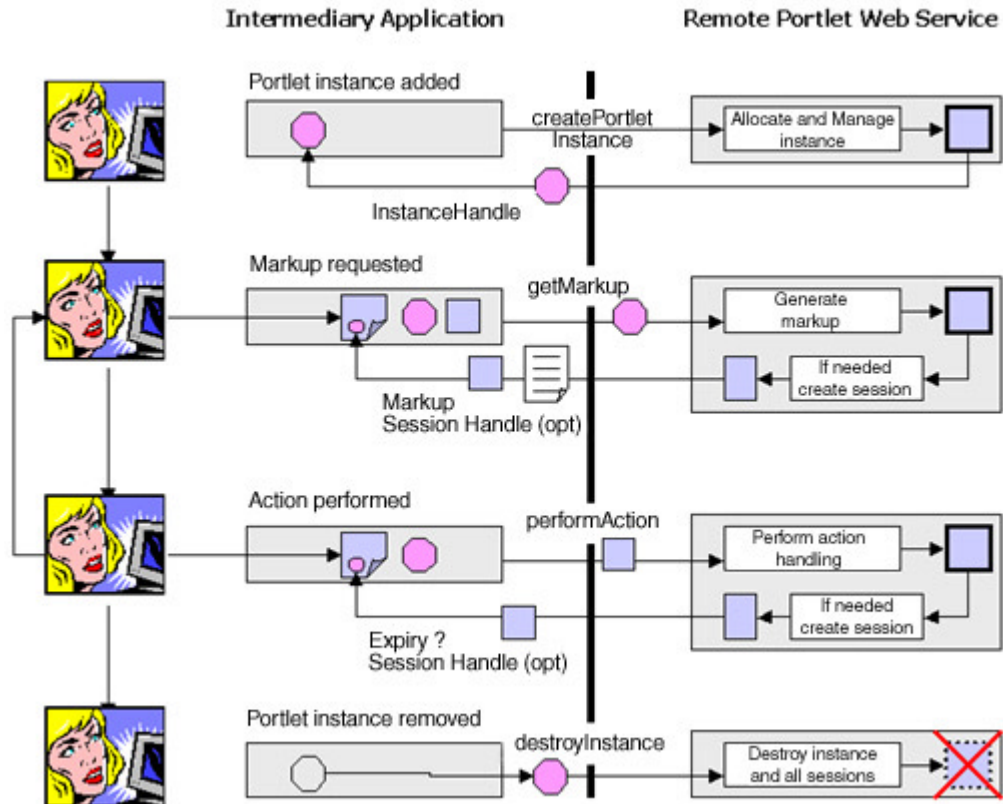 Intermediary Application
Remote Portlet Web Service
Portlet instance added
createPortlet
Instance
Allocate and Manage
instance
InstanceHandle
Markup requested
getMarkup
Generate
markup
If needed
create session
Markup
Session Handle (opt)
Action performed
performAction
Perform action
handling
If needed
create session
Expiry ?
Session Handle (opt)
Portlet instance removed
destroyInstance
Destroy instance
and all sessions